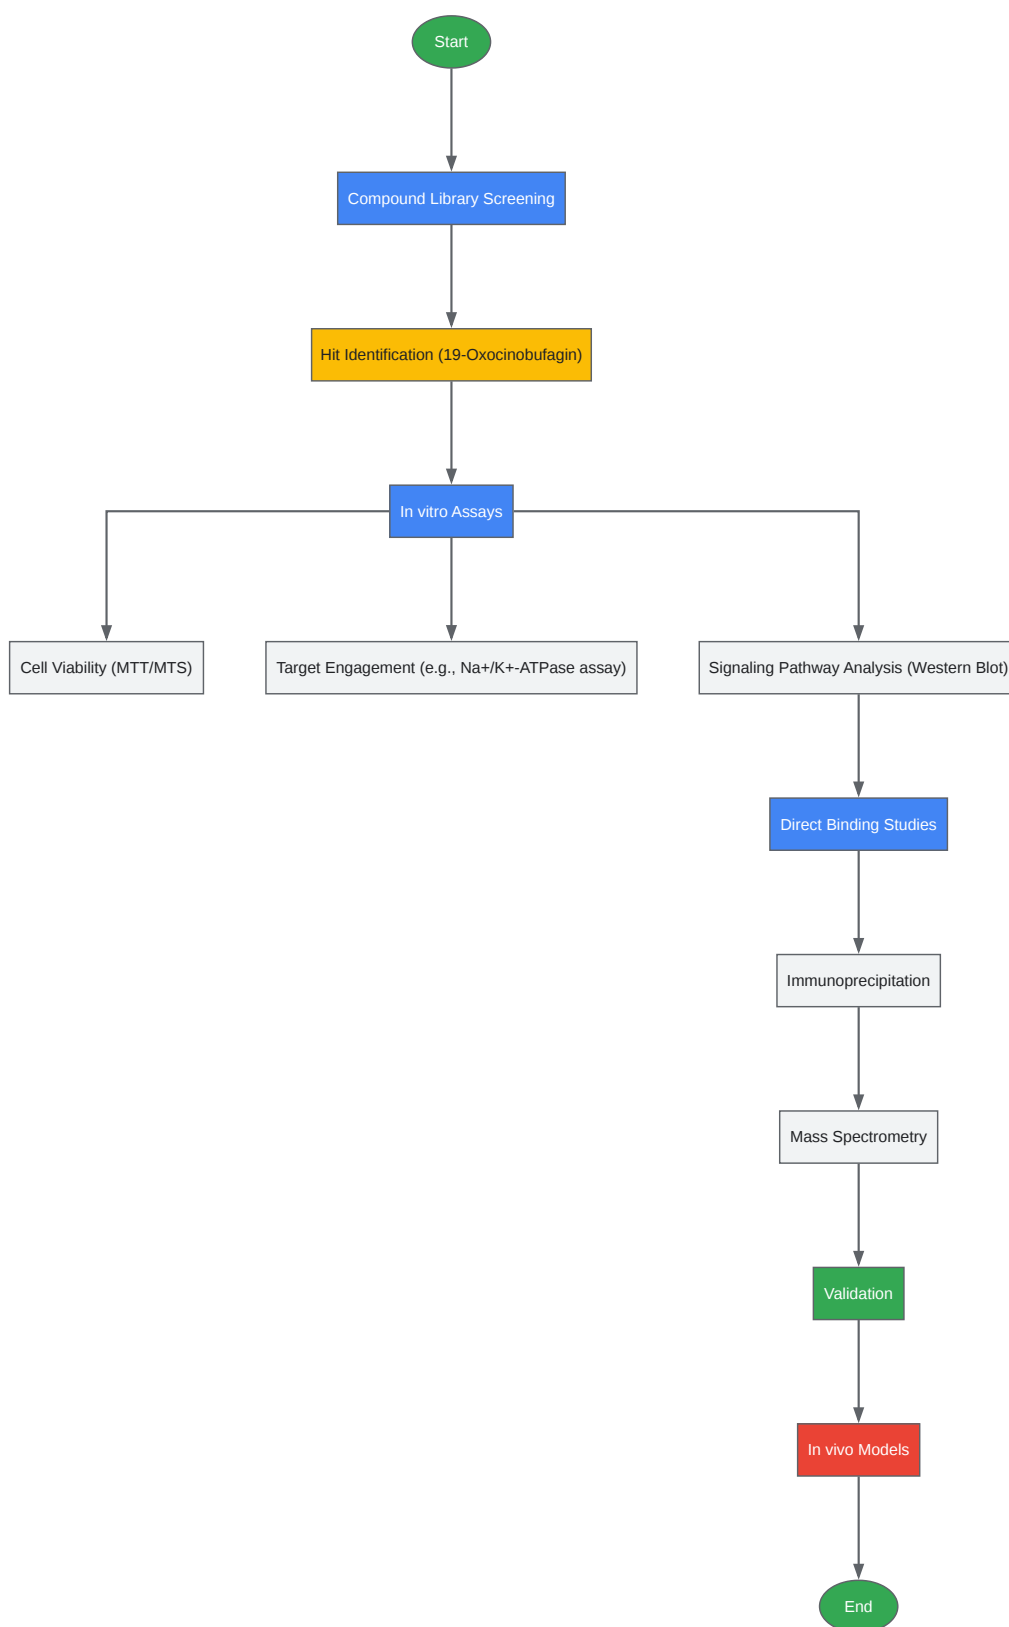 Start
Compound Library Screening
Hit Identification (19-Oxocinobufagin)
In vitro Assays
Cell Viability (MTT/MTS)
Target Engagement (e.g., Na+/K+-ATPase assay)
Signaling Pathway Analysis (Western Blot)
Direct Binding Studies
Immunoprecipitation
Mass Spectrometry
Validation
In vivo Models
End